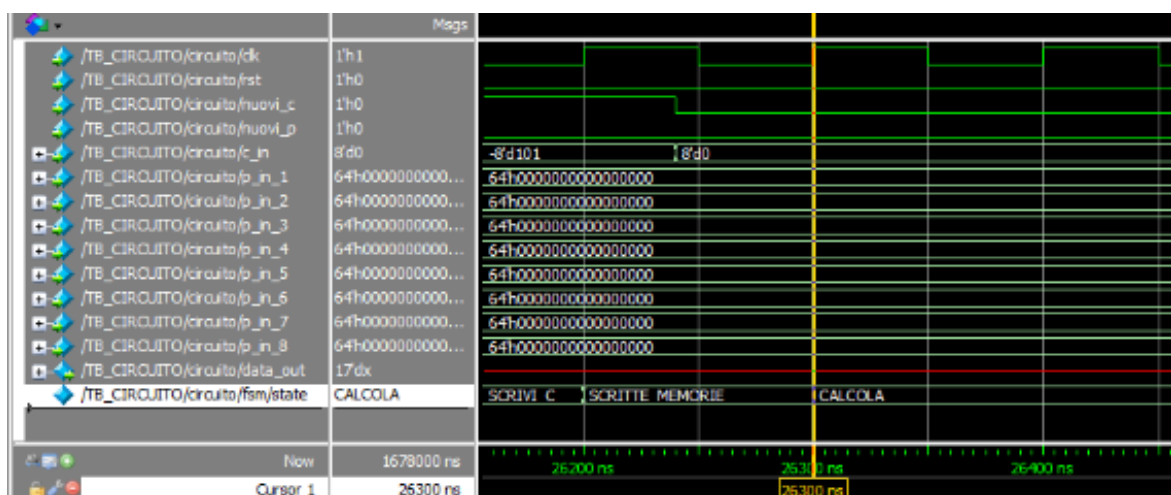 Msgs
/TB_CIRCUITO/circuito/clk 1'h1
/TB_CIRCUITO/circuito/rst 1'h0
/TB_CIRCUITO/circuito/nuovi_c 1'h0
/TB_CIRCUITO/circuito/nuovi_p 1'h0
/TB_CIRCUITO/circuito/c_in 8'd0 -8'd101 8'd0
/TB_CIRCUITO/circuito/p_in_1 64'h0000000000... 64'h0000000000000000
/TB_CIRCUITO/circuito/p_in_2 64'h0000000000... 64'h0000000000000000
/TB_CIRCUITO/circuito/p_in_3 64'h0000000000... 64'h0000000000000000
/TB_CIRCUITO/circuito/p_in_4 64'h0000000000... 64'h0000000000000000
/TB_CIRCUITO/circuito/p_in_5 64'h0000000000... 64'h0000000000000000
/TB_CIRCUITO/circuito/p_in_6 64'h0000000000... 64'h0000000000000000
/TB_CIRCUITO/circuito/p_in_7 64'h0000000000... 64'h0000000000000000
/TB_CIRCUITO/circuito/p_in_8 64'h0000000000... 64'h0000000000000000
/TB_CIRCUITO/circuito/data_out 17'dx
/TB_CIRCUITO/circuito/fsm/state CALCOLA SCRIVI C SCRITTE MEMORIE CALCOLA
Now 1678000 ns 26200 ns 26300 ns 26400 ns
Cursor 1 26300 ns 26300 ns